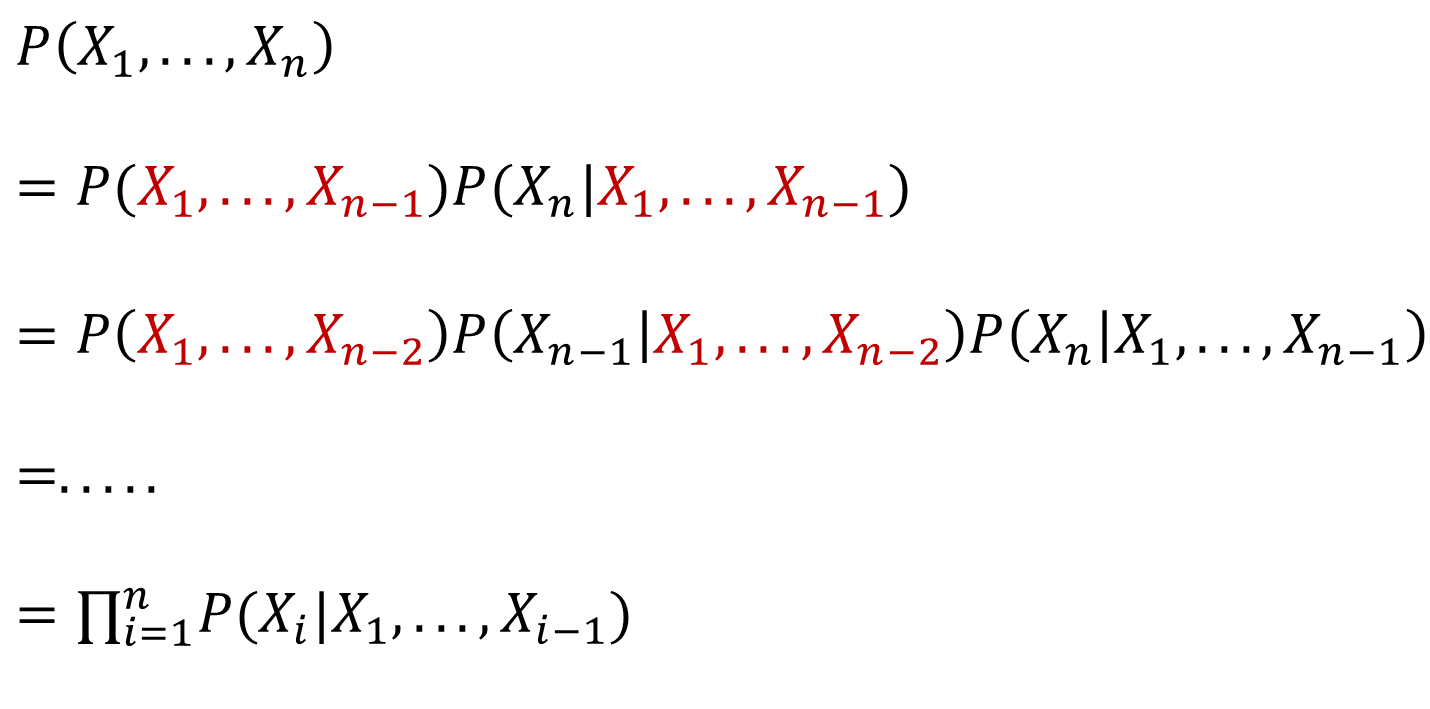 P(X₁, . . . , Xₙ)
= P(X₁, . . . , Xₙ₋₁)P(Xₙ|X₁, . . . , Xₙ₋₁)
= P(X₁, . . . , Xₙ₋₂)P(Xₙ₋₁|X₁, . . . , Xₙ₋₂)P(Xₙ|X₁, . . . , Xₙ₋₁)
=. . . . .
= ∏ⁿᵢ₌₁ P(Xᵢ|X₁, . . . , Xᵢ₋₁)